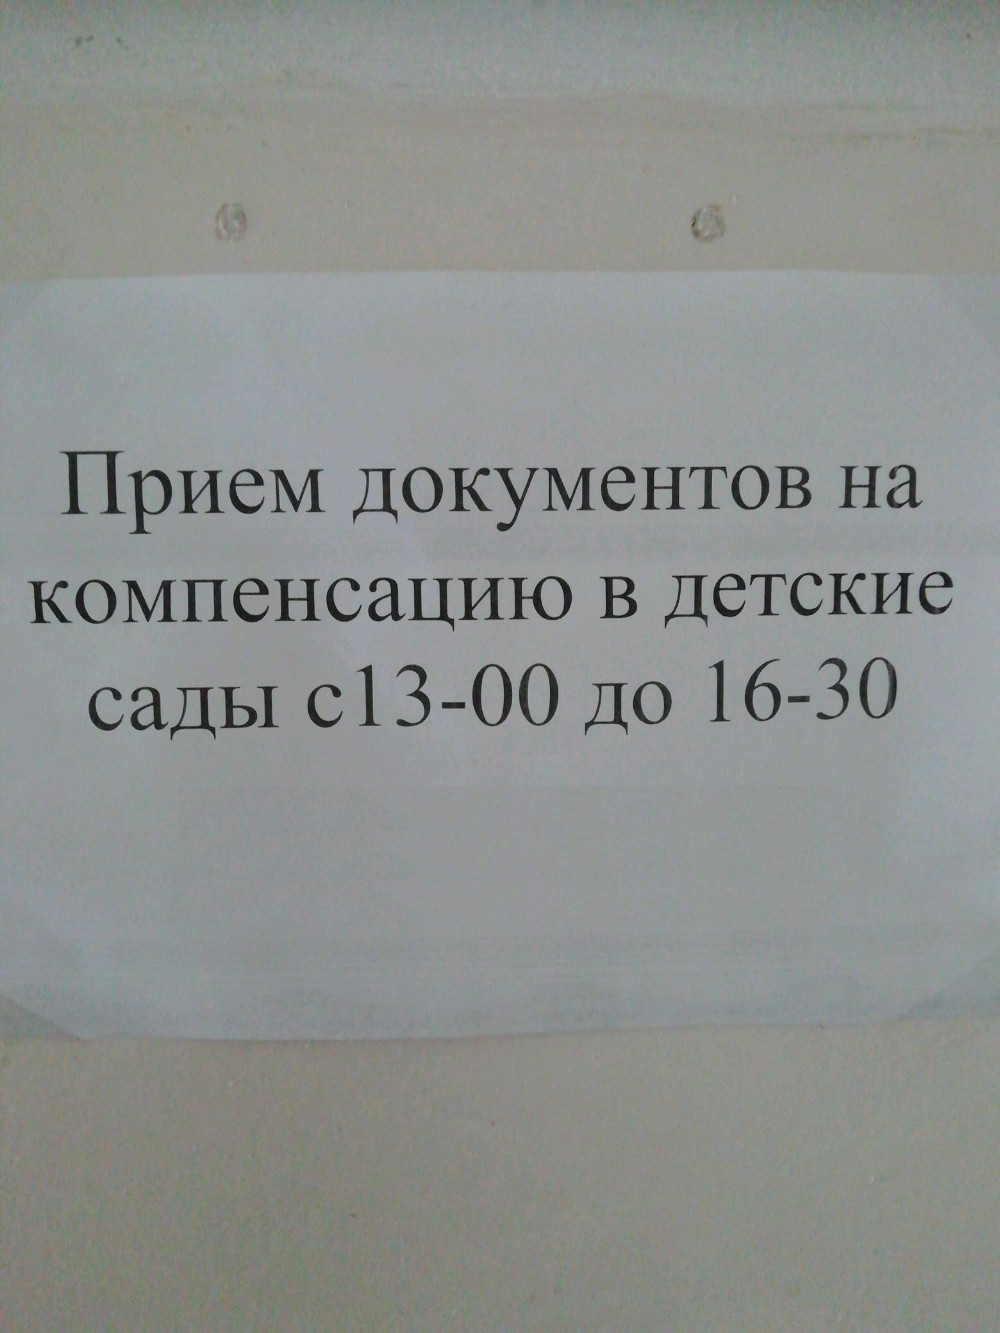 Прием документов на
компенсацию в детские
сады с13-00 до 16-30